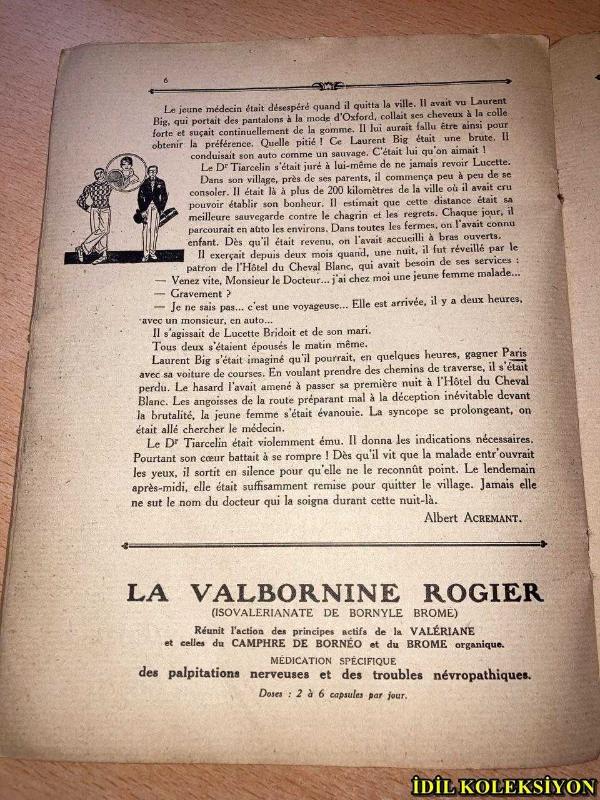 6
Le jeune médecin était désespéré quand il quitta la ville. Il avait vu Laurent
Big, qui portait des pantalons à la mode d'Oxford, collait ses cheveux à la colle
forte et suçait continuellement de la gomme. Il lui aurait fallu être ainsi pour
obtenir la préférence. Quelle pitié ! Ce Laurent Big était une brute. Il
conduisait son auto comme un sauvage. C'était lui qu'on aimait !
Le Dr Tiarcelin s'était juré à lui-même de ne jamais revoir Lucette.
Dans son village, près de ses parents, il commença peu à peu de se
consoler. Il était là à plus de 200 kilomètres de la ville où il avait cru
pouvoir établir son bonheur. Il estimait que cette distance était sa
meilleure sauvegarde contre le chagrin et les regrets. Chaque jour, il
parcourait en auto les environs. Dans toutes les fermes, on l'avait connu
enfant. Dès qu'il était revenu, on l'avait accueilli à bras ouverts.
Il exerçait depuis deux mois quand, une nuit, il fut réveillé par le
patron de l'Hôtel du Cheval Blanc, qui avait besoin de ses services :
— Venez vite, Monsieur le Docteur... j'ai chez moi une jeune femme malade...
— Gravement ?
— Je ne sais pas... c'est une voyageuse... Elle est arrivée, il y a deux heures,
avec un monsieur, en auto...
Il s'agissait de Lucette Bridoit et de son mari.
Tous deux s'étaient épousés le matin même.
Laurent Big s'était imaginé qu'il pourrait, en quelques heures, gagner Paris
avec sa voiture de courses. En voulant prendre des chemins de traverse, il s'était
perdu. Le hasard l'avait amené à passer sa première nuit à l'Hôtel du Cheval
Blanc. Les angoisses de la route préparant mal à la déception inévitable devant
la brutalité, la jeune femme s'était évanouie. La syncope se prolongeant, on
était allé chercher le médecin.
Le Dr Tiarcelin était violemment ému. Il donna les indications nécessaires.
Pourtant son cœur battait à se rompre ! Dès qu'il vit que la malade entr'ouvrait
les yeux, il sortit en silence pour qu'elle ne le reconnût point. Le lendemain
après-midi, elle était suffisamment remise pour quitter le village. Jamais elle
ne sut le nom du docteur qui la soigna durant cette nuit-là.
Albert ACREMANT.
LA VALBORNINE ROGIER
(ISOVALERIANATE DE BORNYLE BROMÉ)
Réunit l'action des principes actifs de la VALÉRIANE
et celles du CAMPHRE DE BORNÉO et du BROME organique.
MÉDICATION SPÉCIFIQUE
des palpitations nerveuses et des troubles névropathiques.
Doses : 2 à 6 capsules par jour.
İDİL KOLEKSİYON